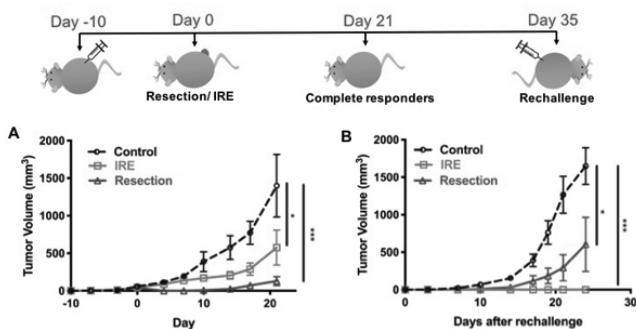 Day -10 Day 0 Day 21 Day 35
Resection/ IRE Complete responders Rechallenge
A
Tumor Volume (mm³)
2000
1500
1000
500
0
Control
IRE
Resection
*
***
-10 0 10 20
Day
B
Tumor Volume (mm³)
2000
1500
1000
500
0
Control
IRE
Resection
*
***
0 10 20 30
Days after rechallenge